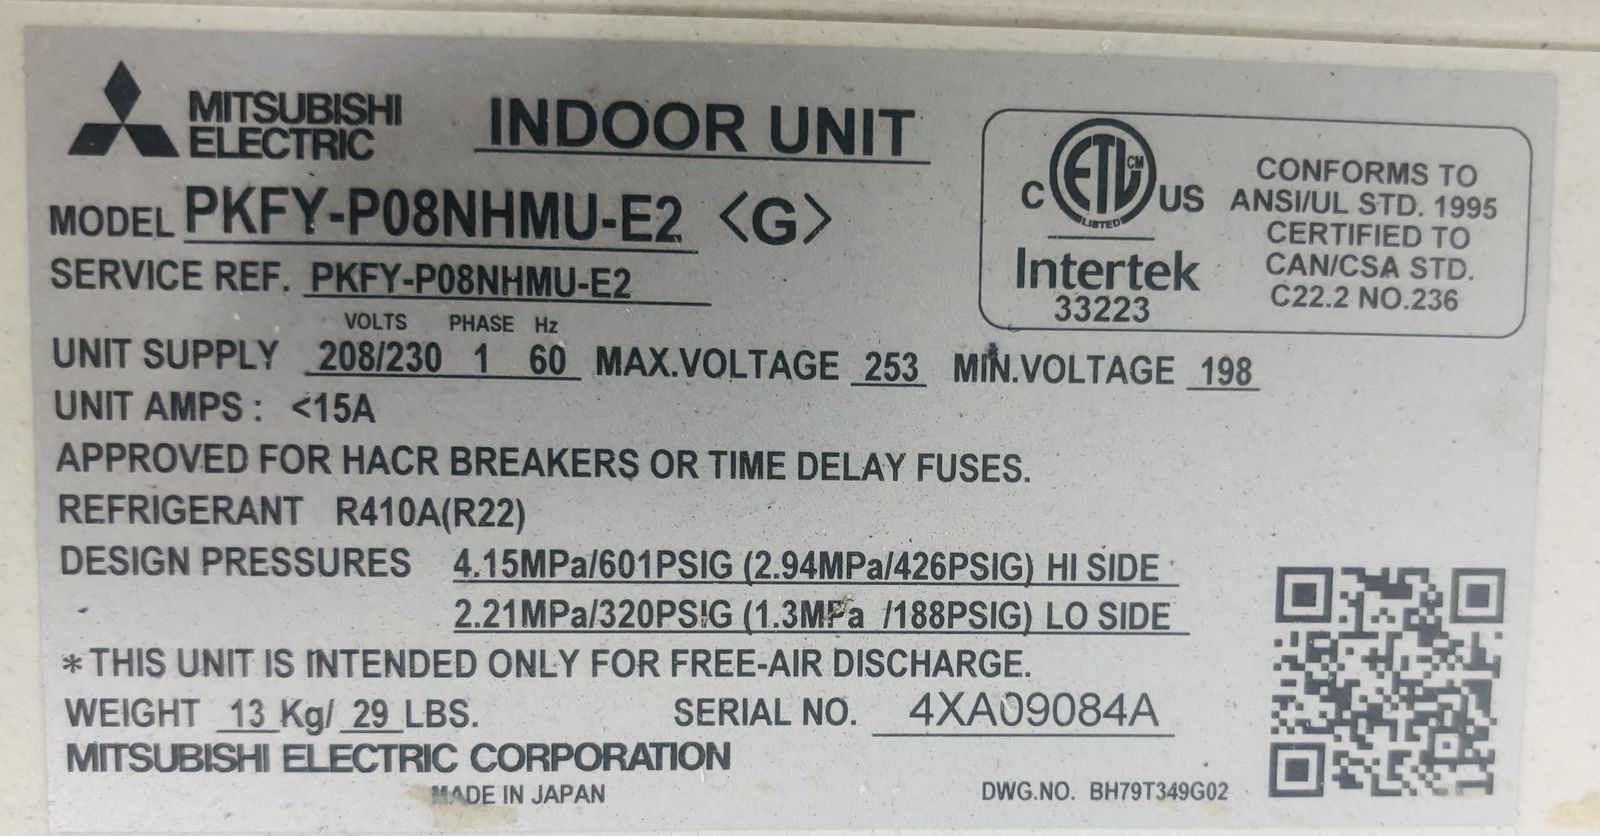 MITSUBISHI
ELECTRIC
INDOOR UNIT
MODEL PKFY-P08NHMU-E2 <G>
SERVICE REF. PKFY-P08NHMU-E2
VOLTS PHASE Hz
UNIT SUPPLY 208/230 1 60 MAX.VOLTAGE 253 MIN.VOLTAGE 198
UNIT AMPS : <15A
APPROVED FOR HACR BREAKERS OR TIME DELAY FUSES.
REFRIGERANT R410A(R22)
DESIGN PRESSURES 4.15MPa/601PSIG (2.94MPa/426PSIG) HI SIDE
2.21MPa/320PSIG (1.3MPa /188PSIG) LO SIDE
*THIS UNIT IS INTENDED ONLY FOR FREE-AIR DISCHARGE.
WEIGHT 13 Kg/ 29 LBS. SERIAL NO. 4XA09084A
MITSUBISHI ELECTRIC CORPORATION
MADE IN JAPAN
DWG.NO. BH79T349G02
C ETL CM US
LISTED
Intertek
33223
CONFORMS TO
ANSI/UL STD. 1995
CERTIFIED TO
CAN/CSA STD.
C22.2 NO.236